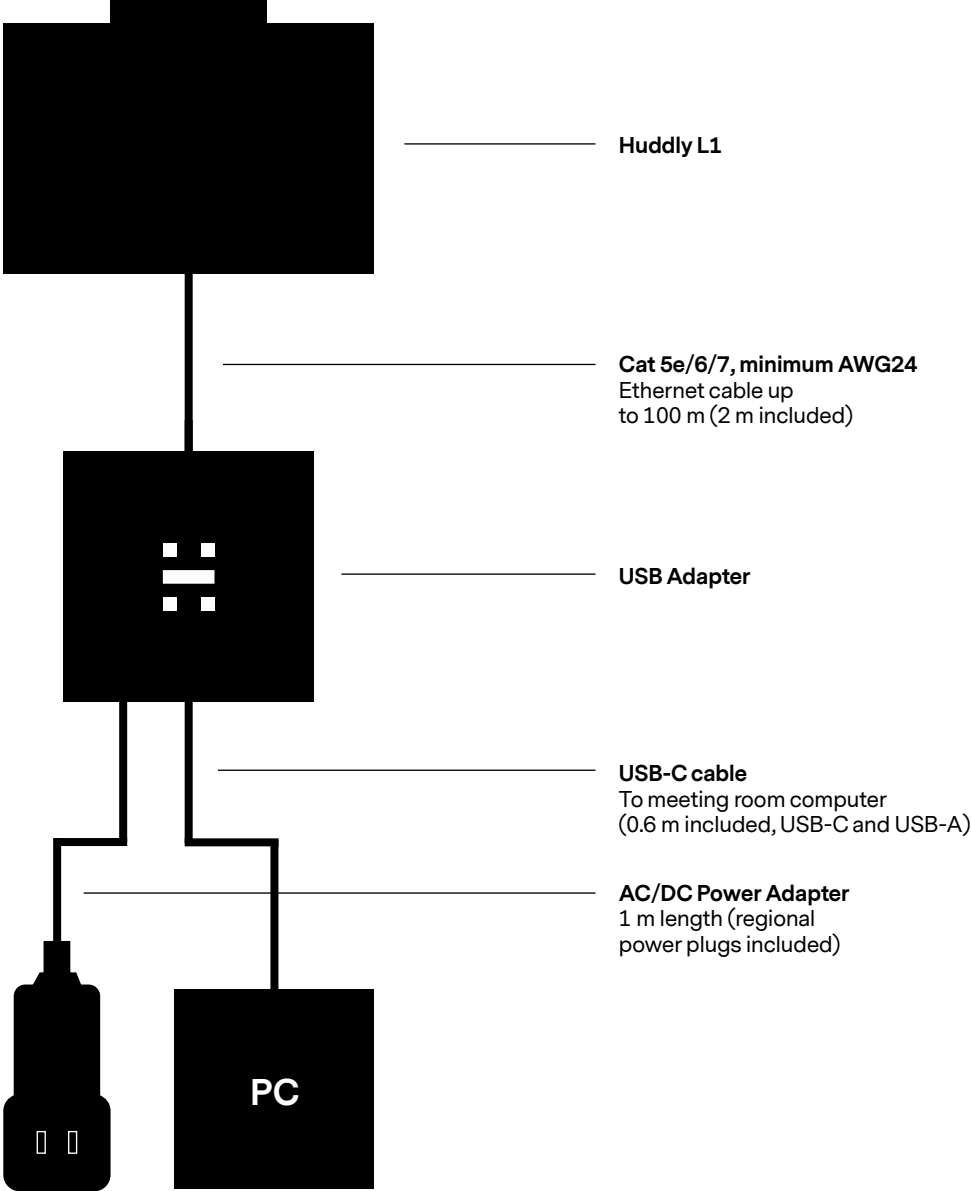 Huddly L1
Cat 5e/6/7, minimum AWG24
Ethernet cable up
to 100 m (2 m included)
USB Adapter
USB-C cable
To meeting room computer
(0.6 m included, USB-C and USB-A)
AC/DC Power Adapter
1 m length (regional
power plugs included)
PC